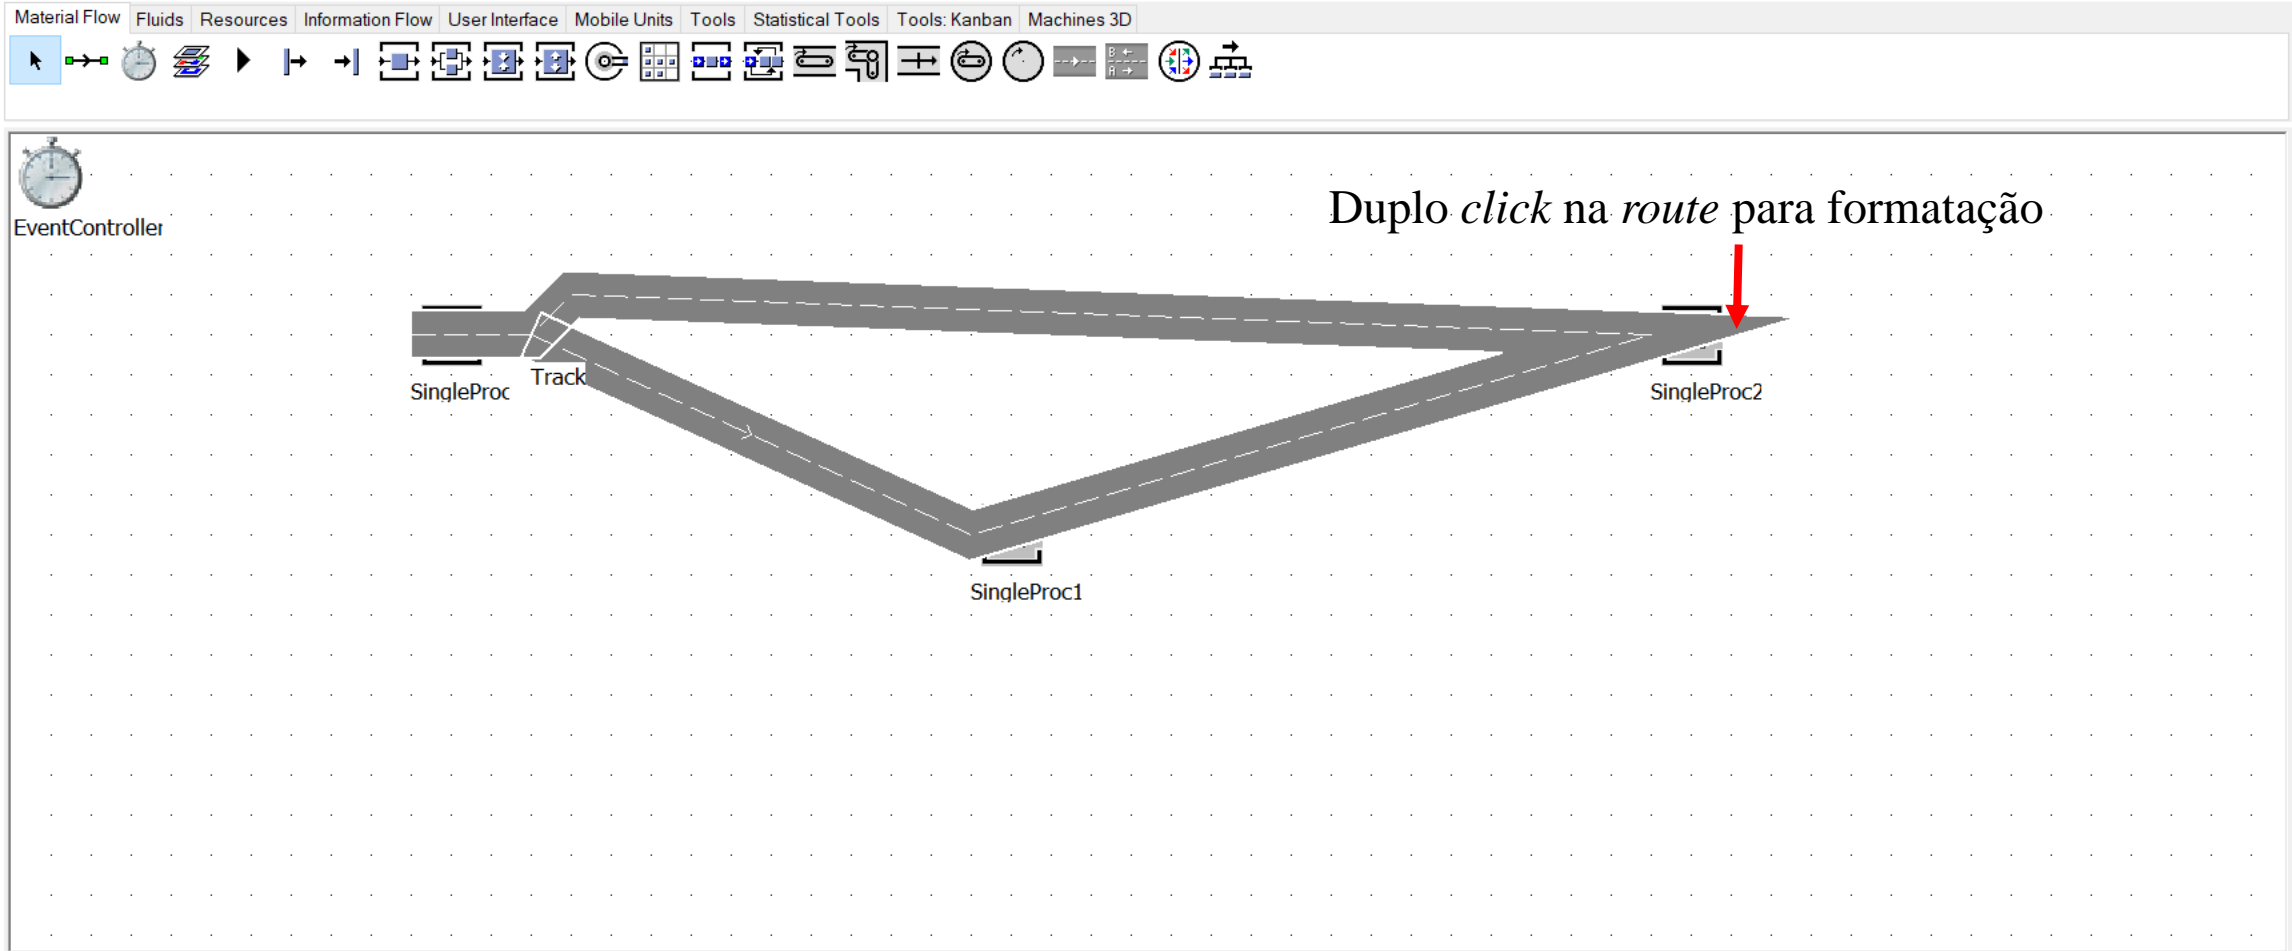 Material Flow Fluids Resources Information Flow User Interface Mobile Units Tools Statistical Tools Tools: Kanban Machines 3D
B
A
EventController
Duplo click na route para formatação
SingleProc
Track
SingleProc2
SingleProc1